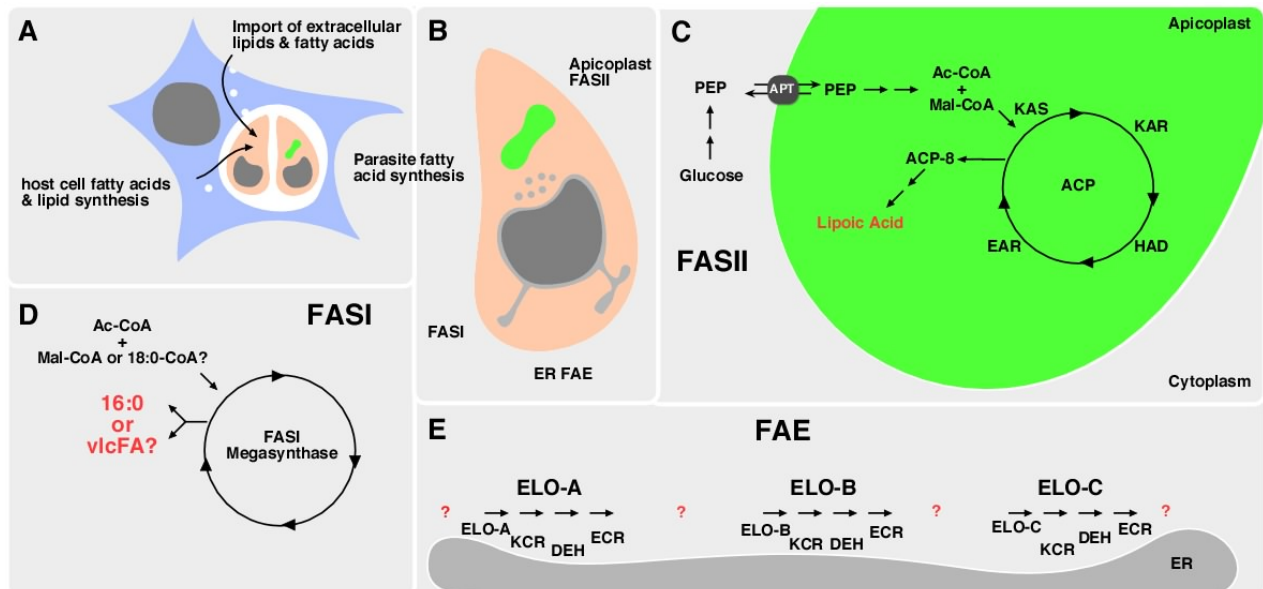 A
Import of extracellular
lipids & fatty acids
host cell fatty acids
& lipid synthesis
B
Apicoplast
FASII
Parasite fatty
acid synthesis
FASI
ER FAE
C
Apicoplast
PEP
APT
PEP
Ac-CoA
+
Mal-CoA
KAS
KAR
ACP-8
ACP
Glucose
Lipoic Acid
EAR
HAD
FASII
Cytoplasm
D
FASI
Ac-CoA
+
Mal-CoA or 18:0-CoA?
16:0
or
vlcFA?
FASI
Megasynthase
E
FAE
ELO-A
ELO-B
ELO-C
? ? ? ?
ELO-A KCR DEH ECR
ELO-B KCR DEH ECR
ELO-C KCR DEH ECR
ER